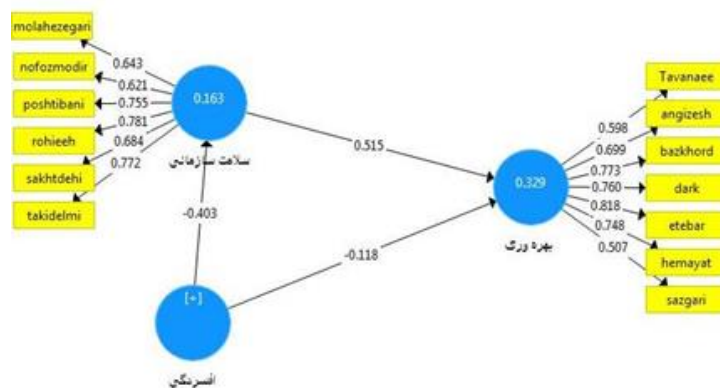 molahezegari
nofozmodir
poshtibani
rohieeh
sakhtdehi
takidelmi
0.643
0.621
0.755
0.781
0.684
0.772
0.163
سلامت سازمانی
0.515
-0.403
-0.118
[+]
افسردگی
0.329
بهره وری
0.598
0.699
0.773
0.760
0.818
0.748
0.507
Tavanaee
angizesh
bazkhord
dark
etebar
hemayat
sazgari